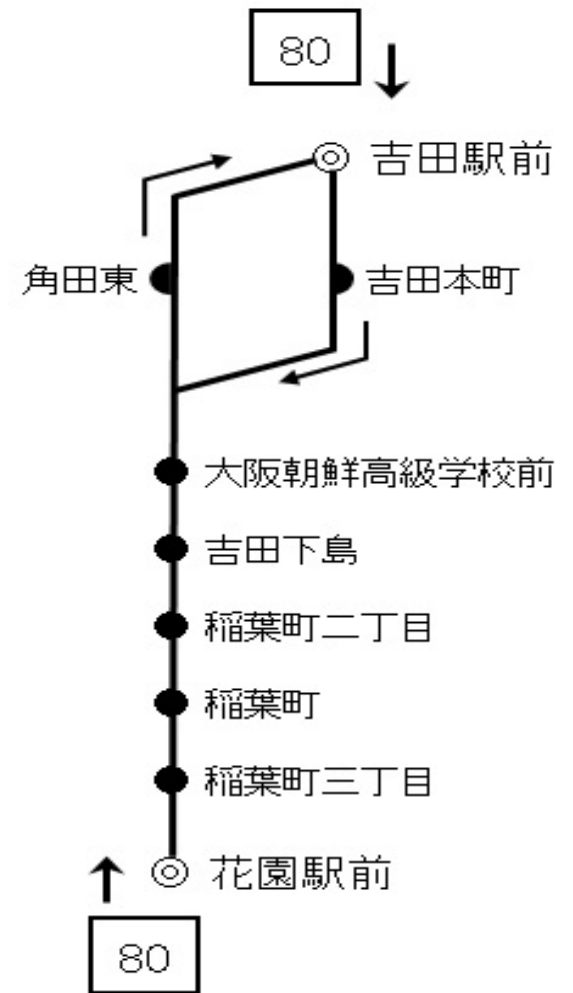 80
吉田駅前
角田東
吉田本町
大阪朝鮮高級学校前
吉田下島
稲葉町二丁目
稲葉町
稲葉町三丁目
花園駅前
80